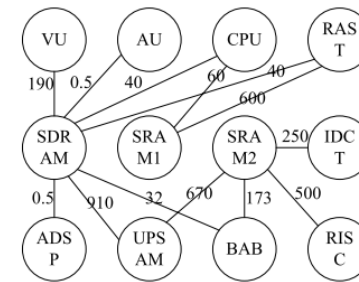 VU
AU
CPU
RAS
T
190
0.5
40
60
40
600
SDR
AM
SRA
M1
SRA
M2
250
IDC
T
0.5
910
32
670
173
500
ADS
P
UPS
AM
BAB
RIS
C